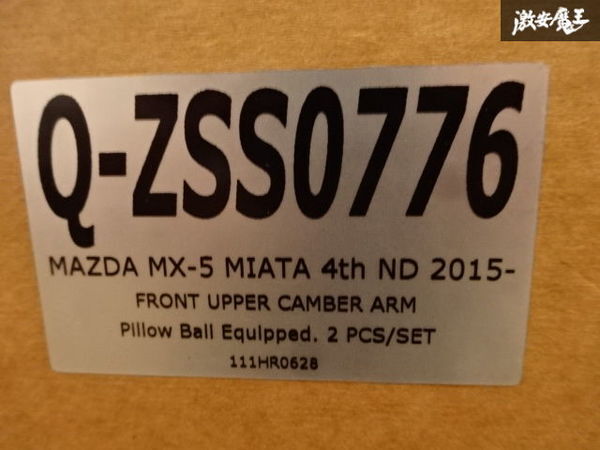 激安魔王
Q-ZSS0776
MAZDA MX-5 MIATA 4th ND 2015-
FRONT UPPER CAMBER ARM
Pillow Ball Equipped. 2 PCS/SET
111HR0628